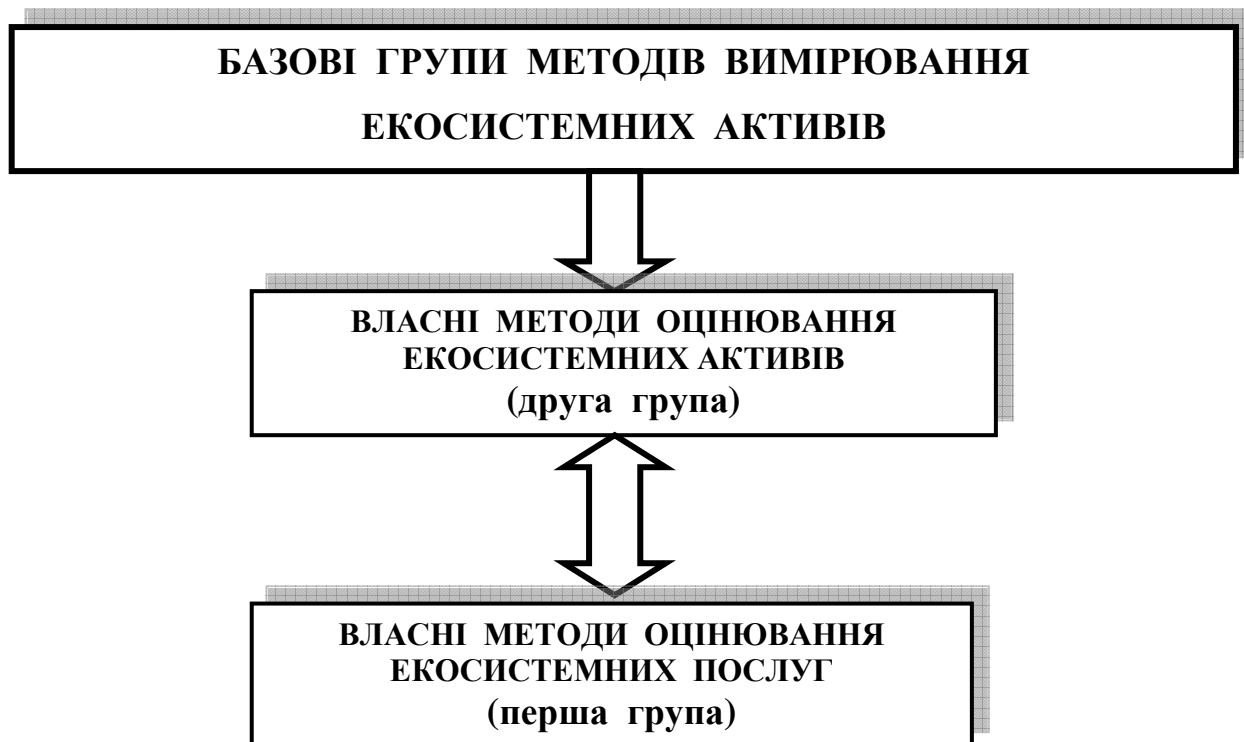 БАЗОВІ ГРУПИ МЕТОДІВ ВИМІРЮВАННЯ
ЕКОСИСТЕМНИХ АКТИВІВ
ВЛАСНІ МЕТОДИ ОЦІНЮВАННЯ
ЕКОСИСТЕМНИХ АКТИВІВ
(друга група)
ВЛАСНІ МЕТОДИ ОЦІНЮВАННЯ
ЕКОСИСТЕМНИХ ПОСЛУГ
(перша група)